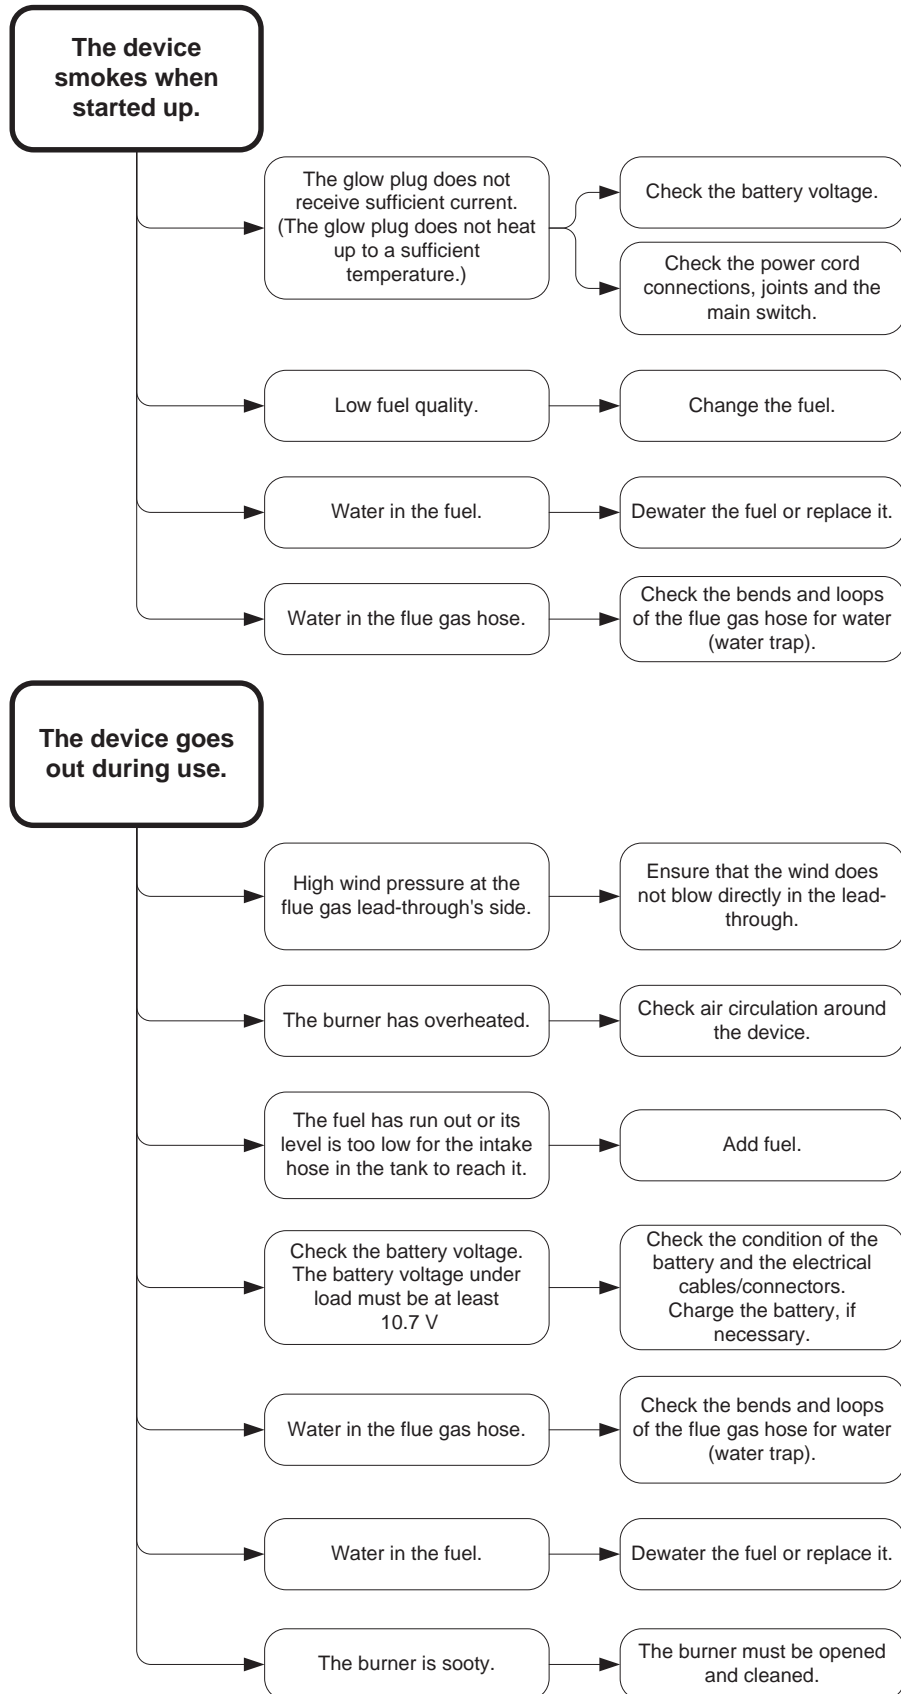 The device
smokes when
started up.
The glow plug does not
receive sufficient current.
(The glow plug does not heat
up to a sufficient
temperature.)
Check the battery voltage.
Check the power cord
connections, joints and the
main switch.
Low fuel quality.
Change the fuel.
Water in the fuel.
Dewater the fuel or replace it.
Water in the flue gas hose.
Check the bends and loops
of the flue gas hose for water
(water trap).
The device goes
out during use.
High wind pressure at the
flue gas lead-through's side.
Ensure that the wind does
not blow directly in the lead-
through.
The burner has overheated.
Check air circulation around
the device.
The fuel has run out or its
level is too low for the intake
hose in the tank to reach it.
Add fuel.
Check the battery voltage.
The battery voltage under
load must be at least
10.7 V
Check the condition of the
battery and the electrical
cables/connectors.
Charge the battery, if
necessary.
Water in the flue gas hose.
Check the bends and loops
of the flue gas hose for water
(water trap).
Water in the fuel.
Dewater the fuel or replace it.
The burner is sooty.
The burner must be opened
and cleaned.